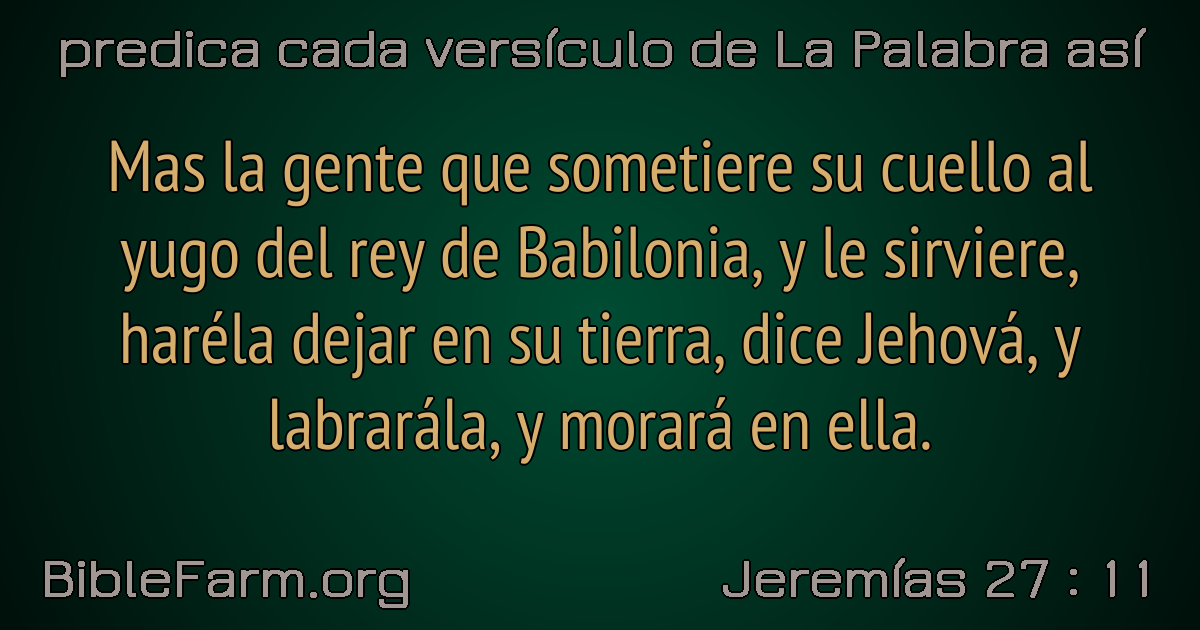 predica cada versículo de La Palabra así
Mas la gente que sometiere su cuello al
yugo del rey de Babilonia, y le sirviere,
haréla dejar en su tierra, dice Jehová, y
labrarála, y morará en ella.
BibleFarm.org
Jeremías 27 : 11